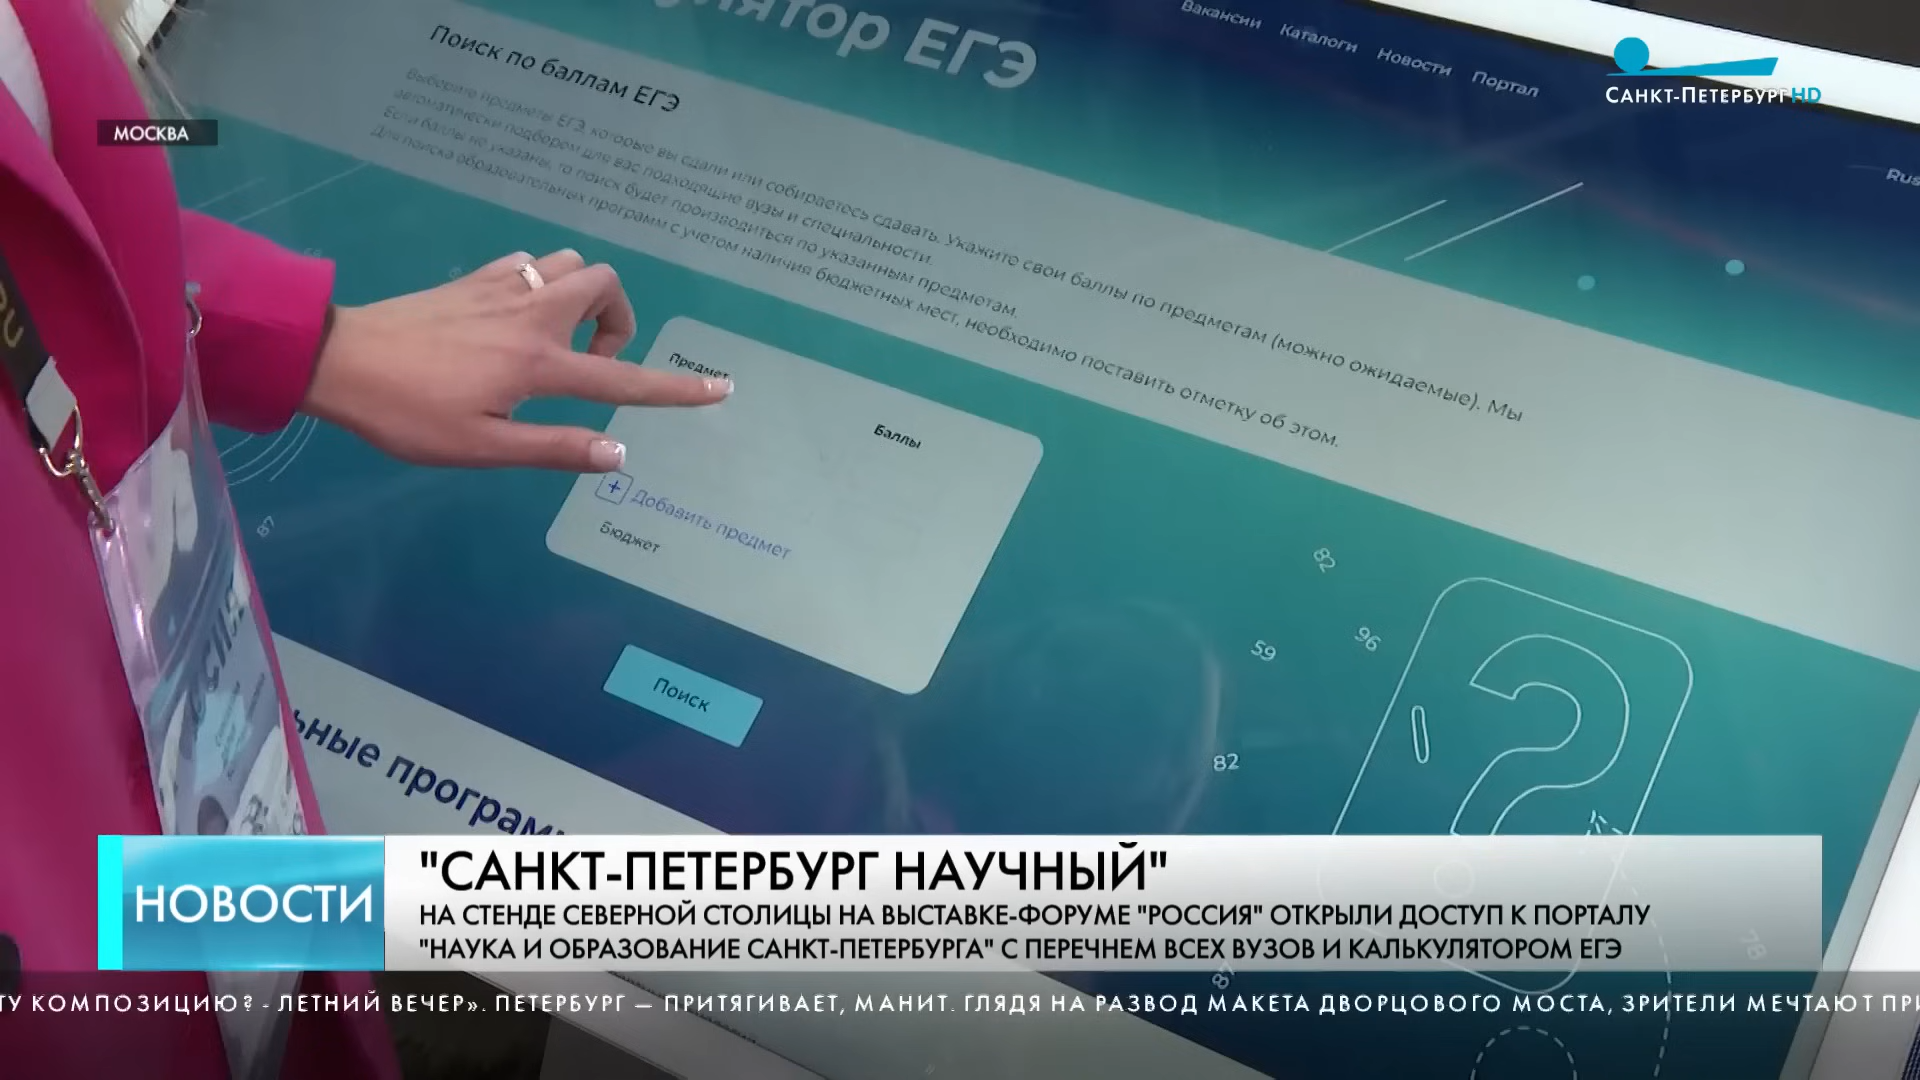 улятор ЕГЭ
Вакансии Каталоги Новости Портал
Rus
САНКТ-ПЕТЕРБУРГ HD
МОСКВА
Поиск по баллам ЕГЭ
Выберите предметы ЕГЭ, которые вы сдали или собираетесь сдавать. Укажите свои баллы по предметам (можно ожидаемые). Мы
автоматически подберем для вас подходящие вузы и специальности.
Если баллы не указаны, то поиск будет производиться по указанным предметам.
Для поиска образовательных программ с учетом наличия бюджетных мест, необходимо поставить отметку об этом.
Предмет
Баллы
+ Добавить предмет
Бюджет
Поиск
87
82
96
59
82
78
87
ьные програм
НОВОСТИ
"САНКТ-ПЕТЕРБУРГ НАУЧНЫЙ"
НА СТЕНДЕ СЕВЕРНОЙ СТОЛИЦЫ НА ВЫСТАВКЕ-ФОРУМЕ "РОССИЯ" ОТКРЫЛИ ДОСТУП К ПОРТАЛУ
"НАУКА И ОБРАЗОВАНИЕ САНКТ-ПЕТЕРБУРГА" С ПЕРЕЧНЕМ ВСЕХ ВУЗОВ И КАЛЬКУЛЯТОРОМ ЕГЭ
ТУ КОМПОЗИЦИЮ? - ЛЕТНИЙ ВЕЧЕР». ПЕТЕРБУРГ — ПРИТЯГИВАЕТ, МАНИТ. ГЛЯДЯ НА РАЗВОД МАКЕТА ДВОРЦОВОГО МОСТА, ЗРИТЕЛИ МЕЧТАЮТ ПРИ